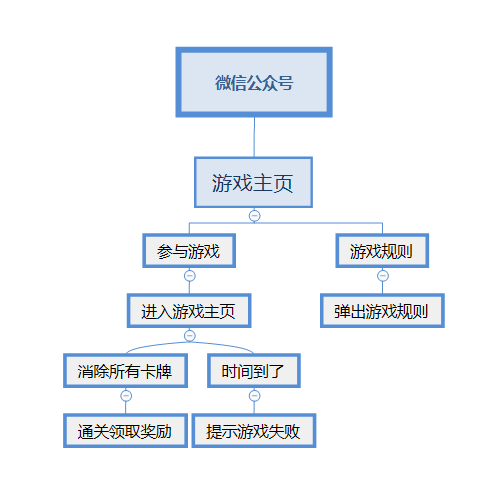 微信公众号
游戏主页
参与游戏
游戏规则
进入游戏主页
弹出游戏规则
消除所有卡牌
时间到了
通关领取奖励
提示游戏失败